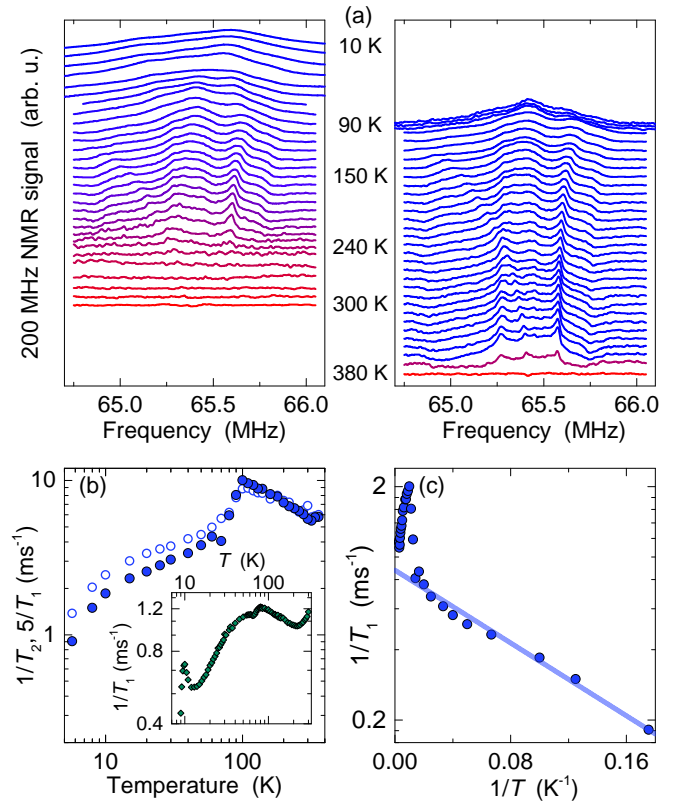 (a)
200 MHz NMR signal (arb. u.)
10 K
90 K
150 K
240 K
300 K
380 K
65.0 65.5 66.0
65.0 65.5 66.0
Frequency (MHz)
Frequency (MHz)
(b)
1/T2, 5/T1 (ms-1)
10
1
T (K)
10 100
1/T1 (ms-1)
1.2
0.8
0.4
10 100
Temperature (K)
(c)
1/T1 (ms-1)
2
0.2
0.00 0.08 0.16
1/T (K-1)